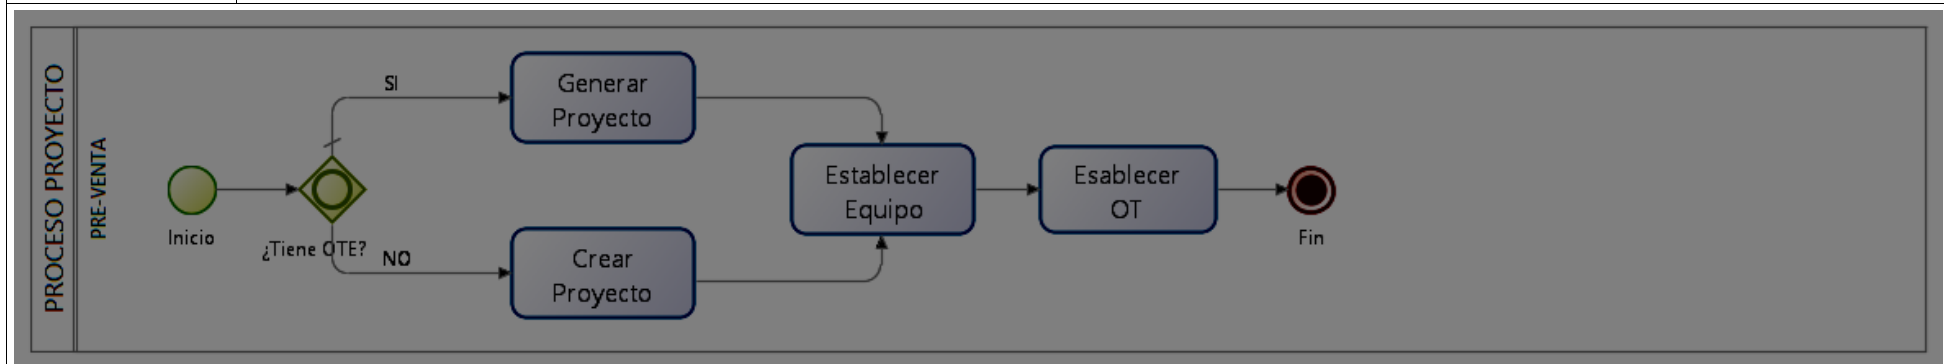 PROCESO PROYECTO
PRE-VENTA
Inicio
¿Tiene OTE?
SI
NO
Generar
Proyecto
Crear
Proyecto
Establecer
Equipo
Esablecer
OT
Fin